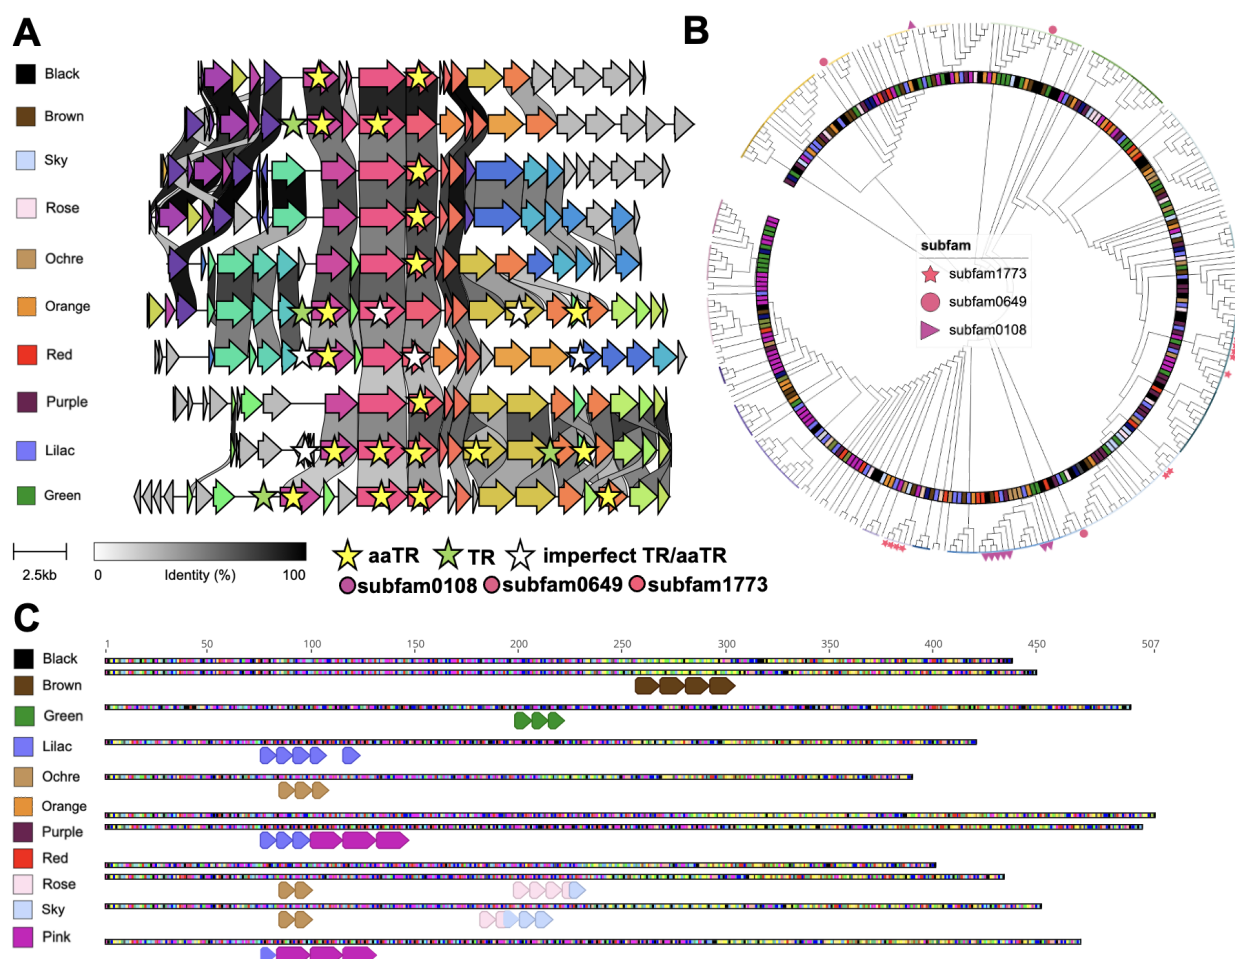 A
Black
Brown
Sky
Rose
Ochre
Orange
Red
Purple
Lilac
Green
2.5kb
0 Identity (%) 100
aaTR TR imperfect TR/aaTR
subfam0108 subfam0649 subfam1773
B
subfam
subfam1773
subfam0649
subfam0108
C
1 50 100 150 200 250 300 350 400 450 507
Black
Brown
Green
Lilac
Ochre
Orange
Purple
Red
Rose
Sky
Pink